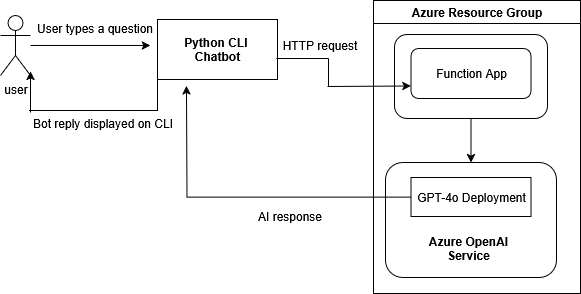 Azure Resource Group
User types a question
Python CLI
Chatbot
HTTP request
Function App
user
Bot reply displayed on CLI
GPT-4o Deployment
AI response
Azure OpenAI
Service